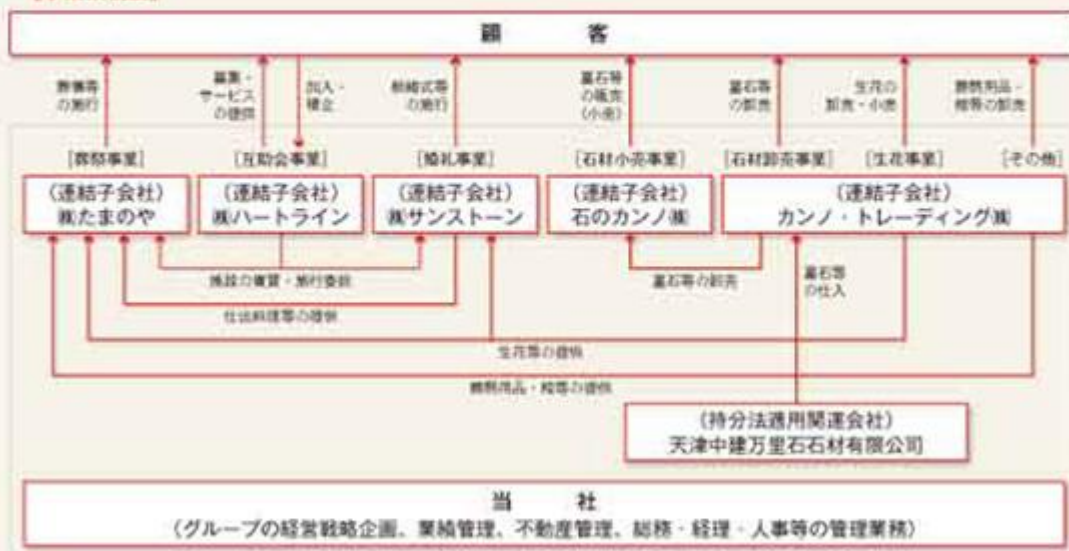 顧　客
葬儀等
の施行
募集・
サービス
の提供
加入・
積立
結婚式等
の施行
墓石等
の販売
(小売)
墓石等
の卸売
生花の
卸売・小売
葬祭用品・
棺等の卸売
[葬祭事業]
[互助会事業]
[婚礼事業]
[石材小売事業]
[石材卸売事業]
[生花事業]
[その他]
(連結子会社)
㈱たまのや
(連結子会社)
㈱ハートライン
(連結子会社)
㈱サンストーン
(連結子会社)
石のカンノ㈱
(連結子会社)
カンノ・トレーディング㈱
施設の賃貸・施行委託
墓石等の卸売
墓石等
の仕入
仕出料理等の提供
生花等の提供
葬祭用品・棺等の提供
(持分法適用関連会社)
天津中建万里石石材有限公司
当　社
(グループの経営戦略企画、業績管理、不動産管理、総務・経理・人事等の管理業務)